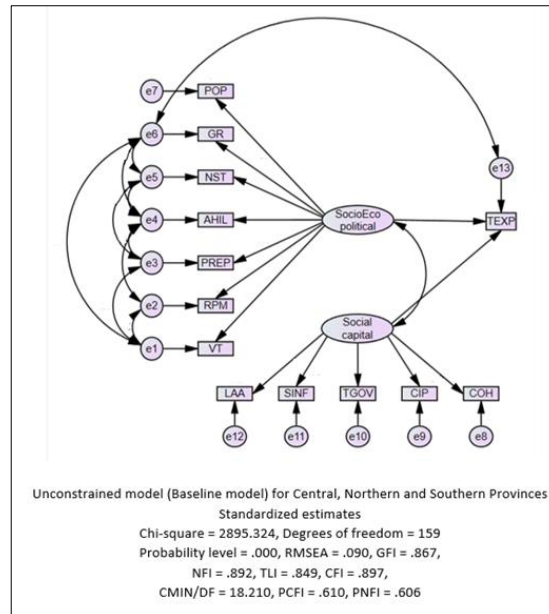 e7 POP
e6 GR
e13
e5 NST
SocioEco
political
TEXP
e4 AHIL
e3 PREP
e2 RPM
Social
capital
e1 VT
LAA SINF TGOV CIP COH
e12 e11 e10 e9 e8
Unconstrained model (Baseline model) for Central, Northern and Southern Provinces
Standardized estimates
Chi-square = 2895.324, Degrees of freedom = 159
Probability level = .000, RMSEA = .090, GFI = .867,
NFI = .892, TLI = .849, CFI = .897,
CMIN/DF = 18.210, PCFI = .610, PNFI = .606